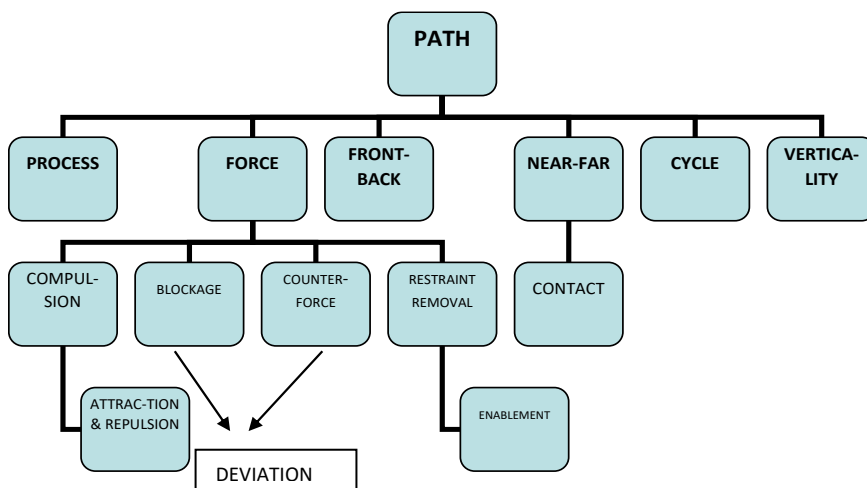 PATH
PROCESS
FORCE
FRONT-
BACK
NEAR-FAR
CYCLE
VERTICA-
LITY
COMPUL-
SION
BLOCKAGE
COUNTER-
FORCE
RESTRAINT
REMOVAL
CONTACT
ATTRAC-TION
& REPULSION
ENABLEMENT
DEVIATION